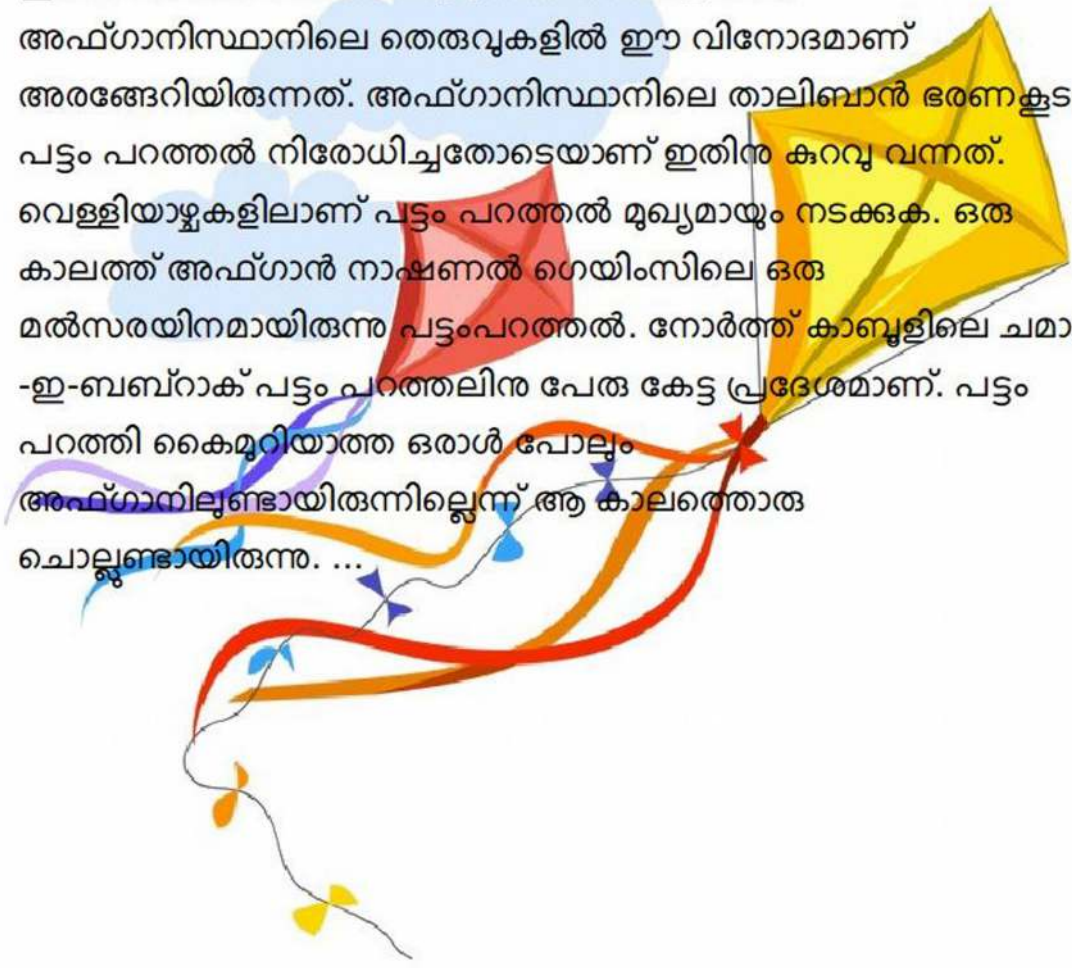 അഫ്ഗാനിസ്ഥാനിലെ തെരുവുകളിൽ ഈ വിനോദമാണ്
അരങ്ങേറിയിരുന്നത്. അഫ്ഗാനിസ്ഥാനിലെ താലിബാൻ ഭരണകൂട
പട്ടം പറത്തൽ നിരോധിച്ചതോടെയാണ് ഇതിനു കുറവു വന്നത്.
വെള്ളിയാഴ്ചകളിലാണ് പട്ടം പറത്തൽ മുഖ്യമായും നടക്കുക. ഒരു
കാലത്ത് അഫ്ഗാൻ നാഷണൽ ഗെയിംസിലെ ഒരു
മൽസരയിനമായിരുന്നു പട്ടംപറത്തൽ. നോർത്ത് കാബൂളിലെ ചമാ
-ഇ-ബബ്റാക് പട്ടം പറത്തലിനു പേരു കേട്ട പ്രദേശമാണ്. പട്ടം
പറത്തി കൈമുറിയാത്ത ഒരാൾ പോലും
അഫ്ഗാനിലുണ്ടായിരുന്നില്ലെന്ന് ആ കാലത്തൊരു
ചൊല്ലുണ്ടായിരുന്നു. ...